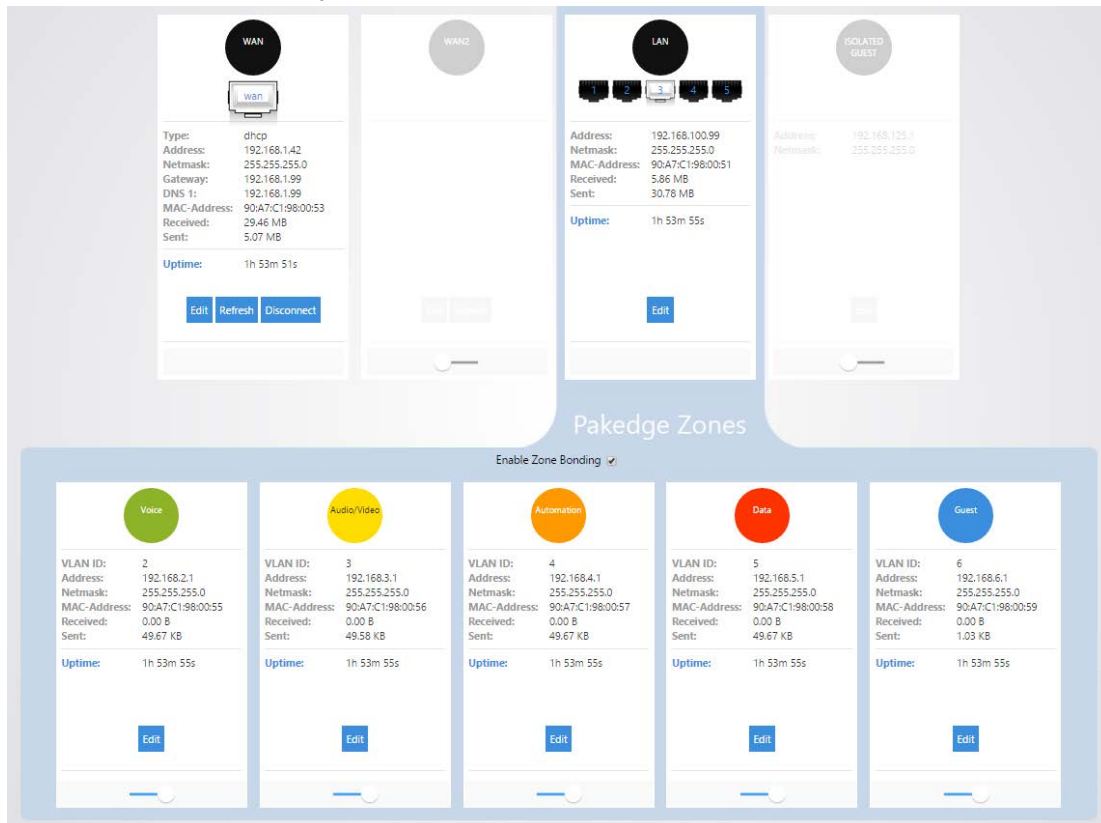 WAN
wan
Type: dhcp
Address: 192.168.1.42
Netmask: 255.255.255.0
Gateway: 192.168.1.99
DNS 1: 192.168.1.99
MAC-Address: 90:A7:C1:98:00:53
Received: 29.46 MB
Sent: 5.07 MB
Uptime: 1h 53m 51s
Edit Refresh Disconnect
WAN2
LAN
1 2 3 4 5
Address: 192.168.100.99
Netmask: 255.255.255.0
MAC-Address: 90:A7:C1:98:00:51
Received: 5.86 MB
Sent: 30.78 MB
Uptime: 1h 53m 55s
Edit
ISOLATED
GUEST
Address: 192.168.125.1
Netmask: 255.255.255.0
Pakedge Zones
Enable Zone Bonding
Voice
VLAN ID: 2
Address: 192.168.2.1
Netmask: 255.255.255.0
MAC-Address: 90:A7:C1:98:00:55
Received: 0.00 B
Sent: 49.67 KB
Uptime: 1h 53m 55s
Edit
Audio/Video
VLAN ID: 3
Address: 192.168.3.1
Netmask: 255.255.255.0
MAC-Address: 90:A7:C1:98:00:56
Received: 0.00 B
Sent: 49.58 KB
Uptime: 1h 53m 55s
Edit
Automation
VLAN ID: 4
Address: 192.168.4.1
Netmask: 255.255.255.0
MAC-Address: 90:A7:C1:98:00:57
Received: 0.00 B
Sent: 49.67 KB
Uptime: 1h 53m 55s
Edit
Data
VLAN ID: 5
Address: 192.168.5.1
Netmask: 255.255.255.0
MAC-Address: 90:A7:C1:98:00:58
Received: 0.00 B
Sent: 49.67 KB
Uptime: 1h 53m 55s
Edit
Guest
VLAN ID: 6
Address: 192.168.6.1
Netmask: 255.255.255.0
MAC-Address: 90:A7:C1:98:00:59
Received: 0.00 B
Sent: 1.03 KB
Uptime: 1h 53m 55s
Edit